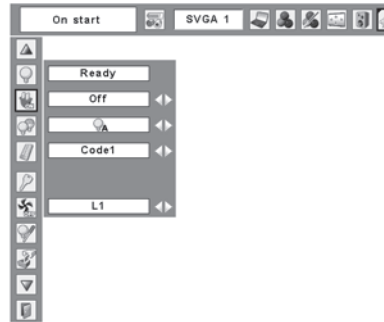 On start
SVGA 1
Ready
Off
A
Code1
L1